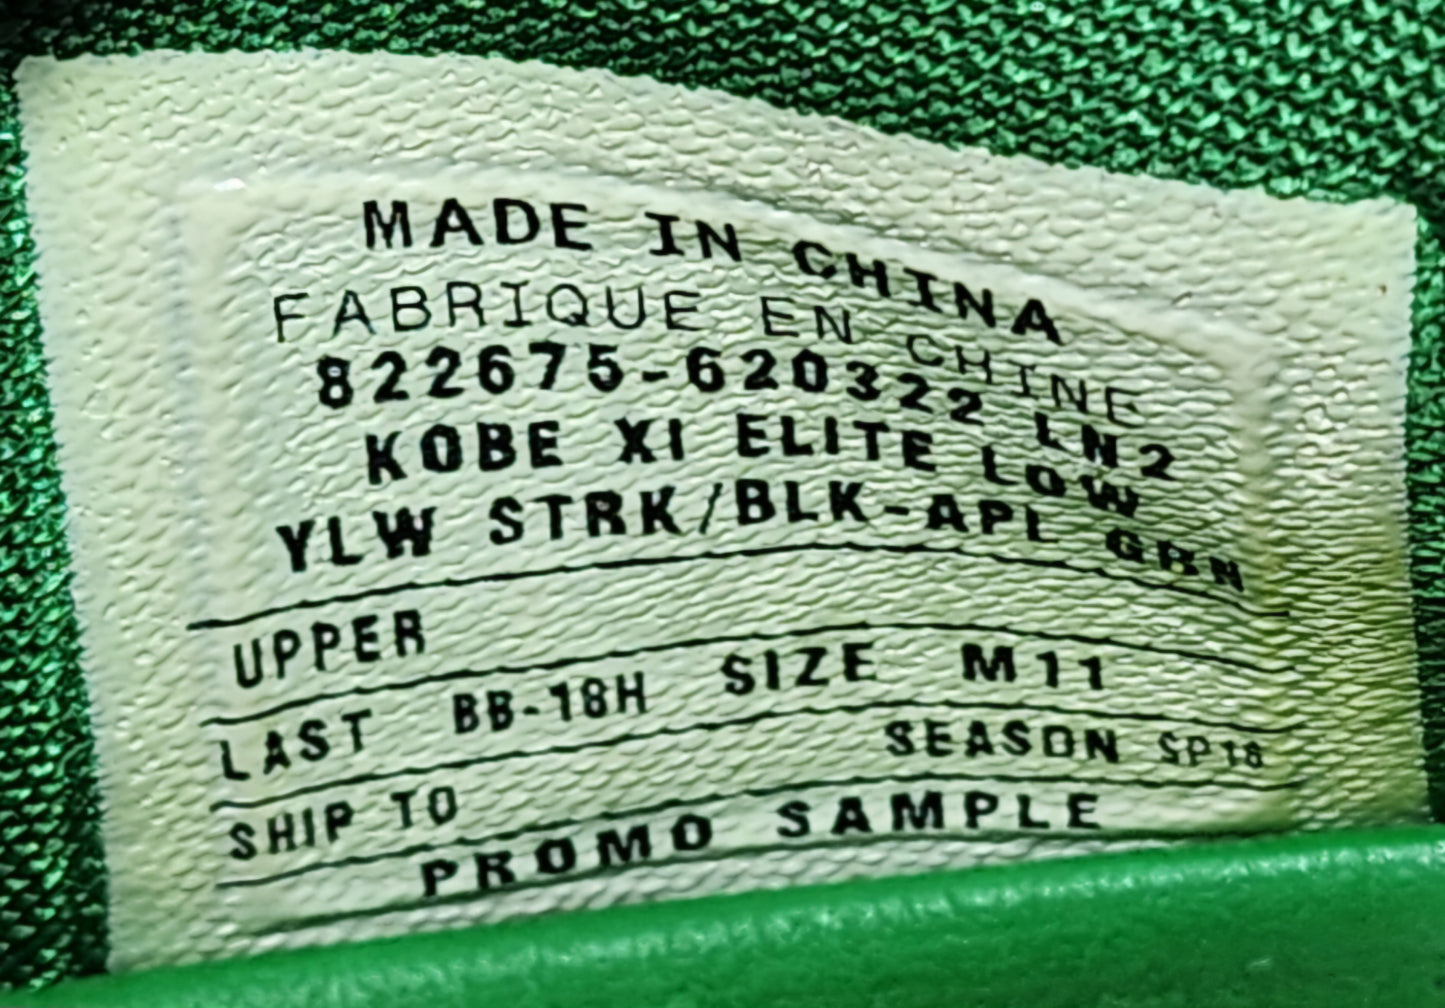 MADE IN CHINA
FABRIQUE EN CHINE
822675-620322 LN2
KOBE XI ELITE LOW
YLW STRK/BLK-APL GRN
UPPER
LAST BB-18H SIZE M11
SHIP TO SEASON SP16
PROMO SAMPLE